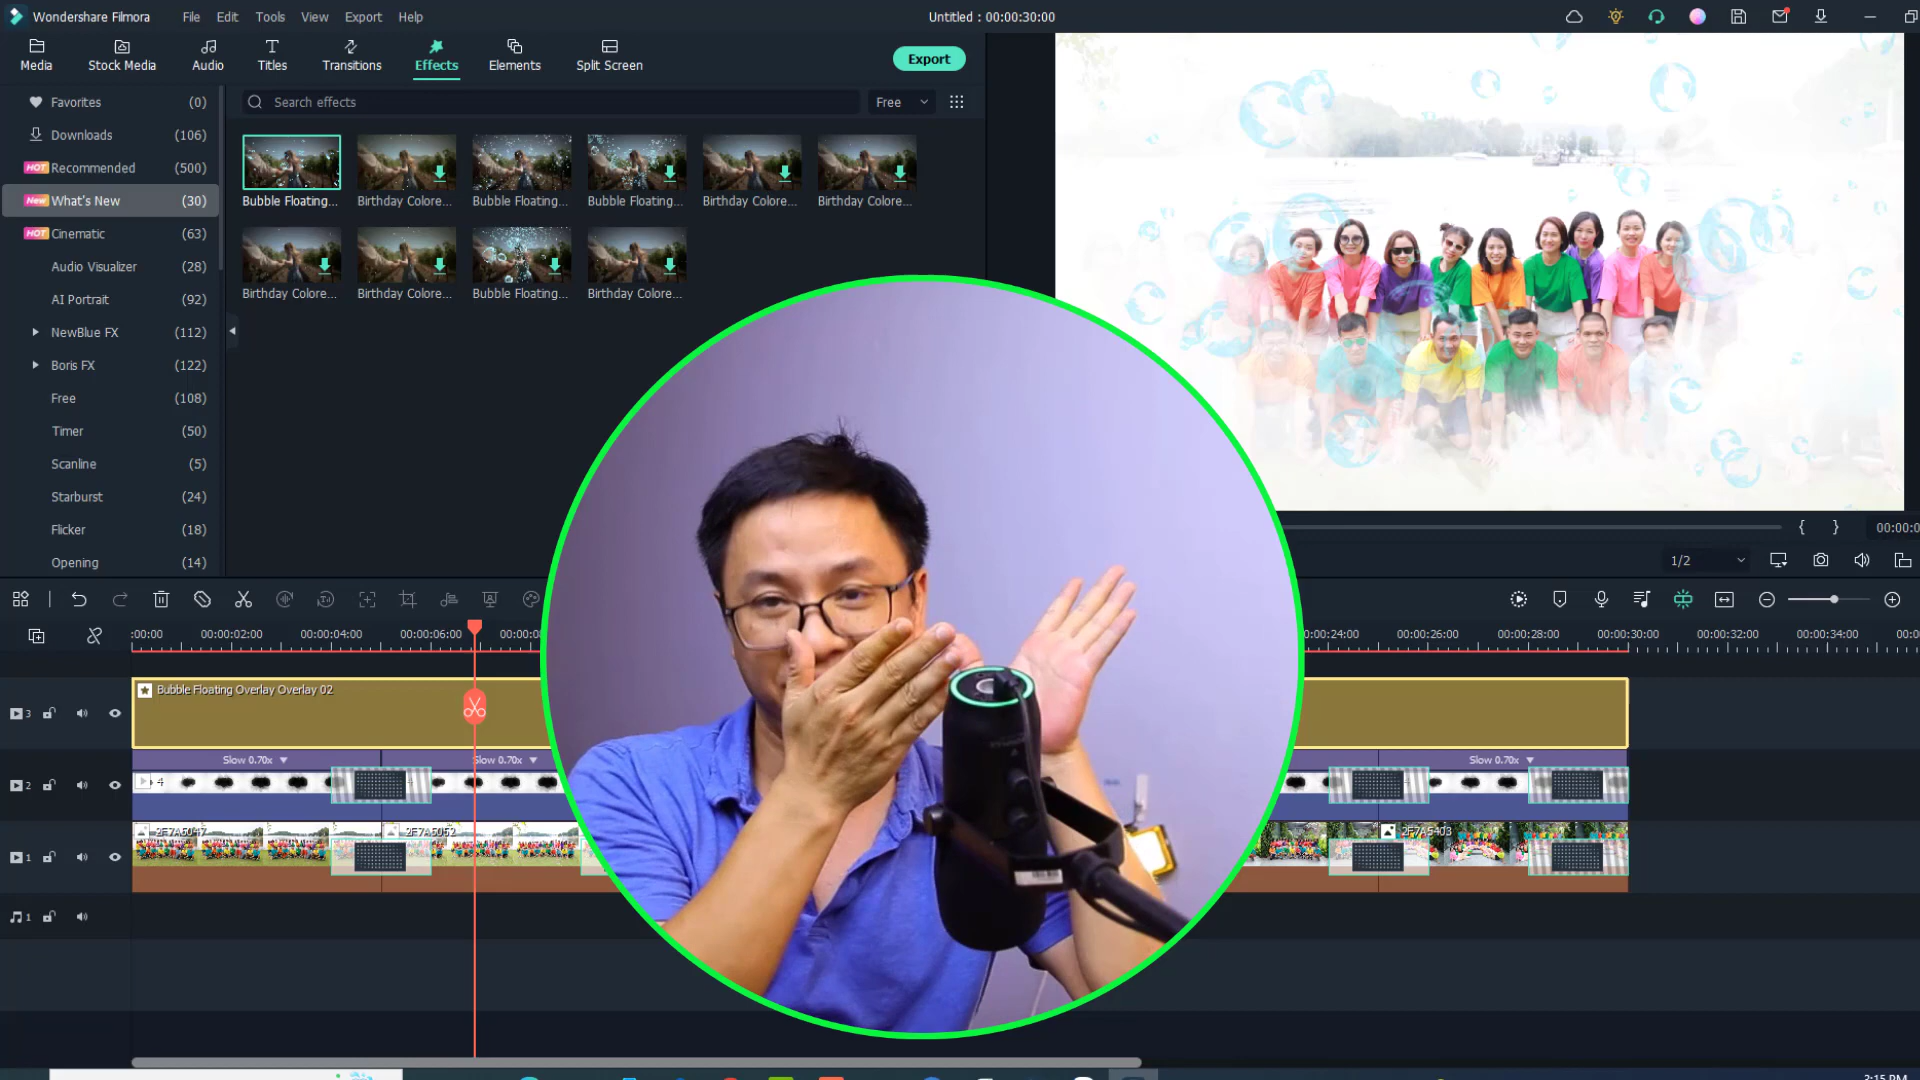 Wondershare Filmora File Edit Tools View Export Help Untitled : 00:00:30:00
Media Stock Media Audio Titles Transitions Effects Elements Split Screen Export
Favorites (0)
Downloads (106)
HOT Recommended (500)
New What's New (30)
HOT Cinematic (63)
Audio Visualizer (28)
AI Portrait (92)
NewBlue FX (112)
Boris FX (122)
Free (108)
Timer (50)
Scanline (5)
Starburst (24)
Flicker (18)
Opening (14)
Search effects Free
Bubble Floating... Birthday Colore... Bubble Floating... Bubble Floating... Birthday Colore... Birthday Colore...
Birthday Colore... Birthday Colore... Bubble Floating... Birthday Colore...
{ } 00:00:0
1/2
:00:00 00:00:02:00 00:00:04:00 00:00:06:00 00:00:08 0:00:24:00 00:00:26:00 00:00:28:00 00:00:30:00 00:00:32:00 00:00:34:00 00:0
3 Bubble Floating Overlay Overlay 02
Slow 0.70x Slow 0.70x Slow 0.70x
2 4
1 2F7A5047 2F7A5052 2F7A5403
1
2:15 PM